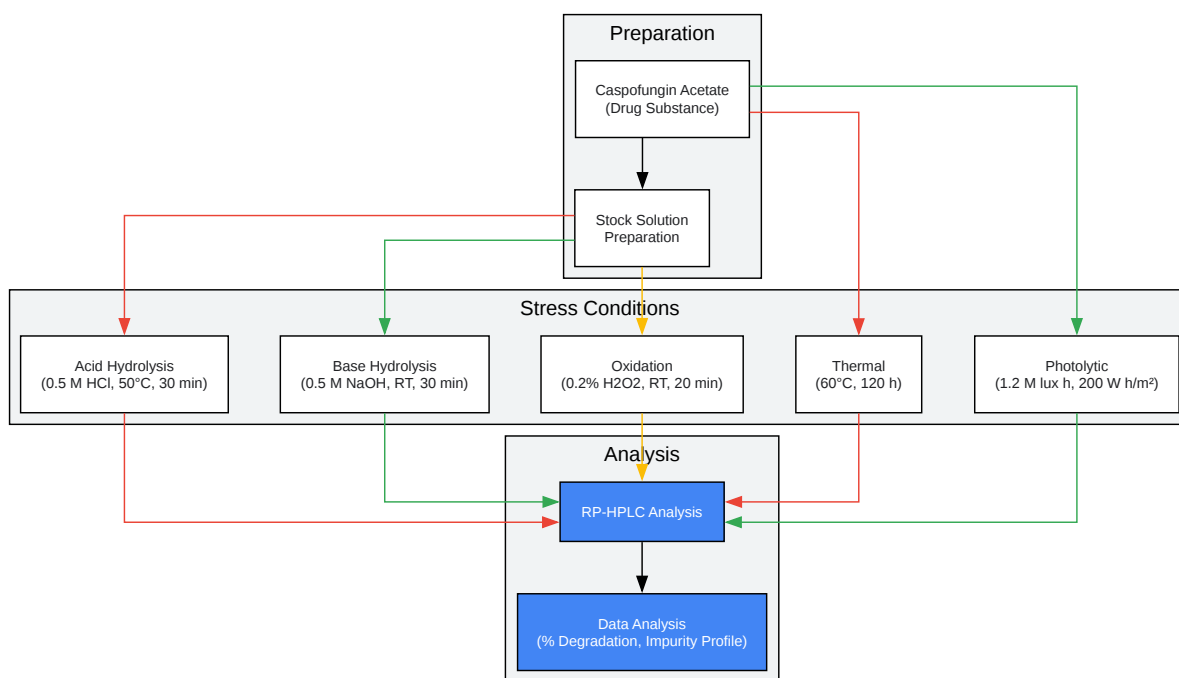 Preparation
Caspofungin Acetate
(Drug Substance)
Stock Solution
Preparation
Stress Conditions
Acid Hydrolysis
(0.5 M HCl, 50°C, 30 min)
Base Hydrolysis
(0.5 M NaOH, RT, 30 min)
Oxidation
(0.2% H2O2, RT, 20 min)
Thermal
(60°C, 120 h)
Photolytic
(1.2 M lux h, 200 W h/m²)
Analysis
RP-HPLC Analysis
Data Analysis
(% Degradation, Impurity Profile)